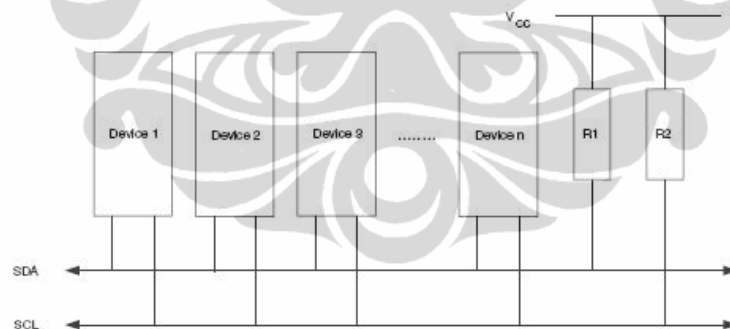 VCC
Device 1
Device 2
Device 3
........
Device n
R1
R2
SDA
SCL